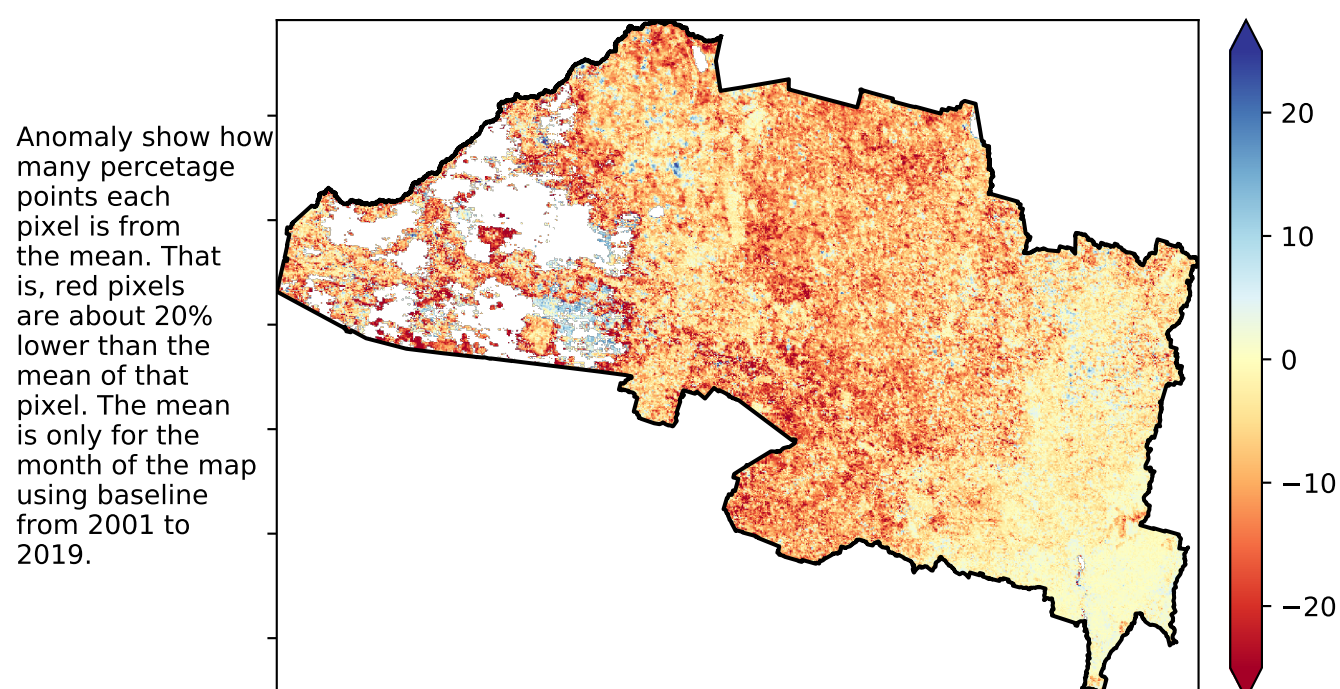 Anomaly show how
many percetage
points each
pixel is from
the mean. That
is, red pixels
are about 20%
lower than the
mean of that
pixel. The mean
is only for the
month of the map
using baseline
from 2001 to
2019.
20
10
0
−10
−20